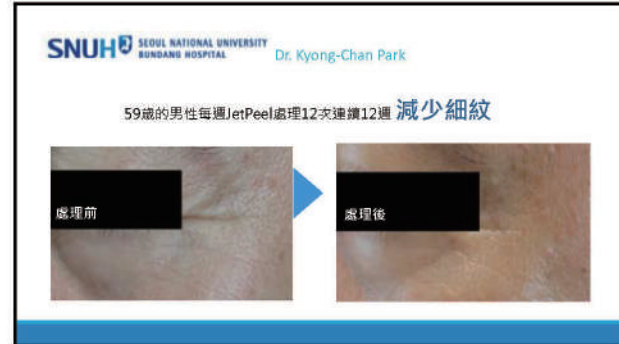 SNUH SEOUL NATIONAL UNIVERSITY
BUNDANG HOSPITAL
Dr. Kyong-Chan Park
59歲的男性每週JetPeel處理12次連續12週 減少細紋
處理前
處理後